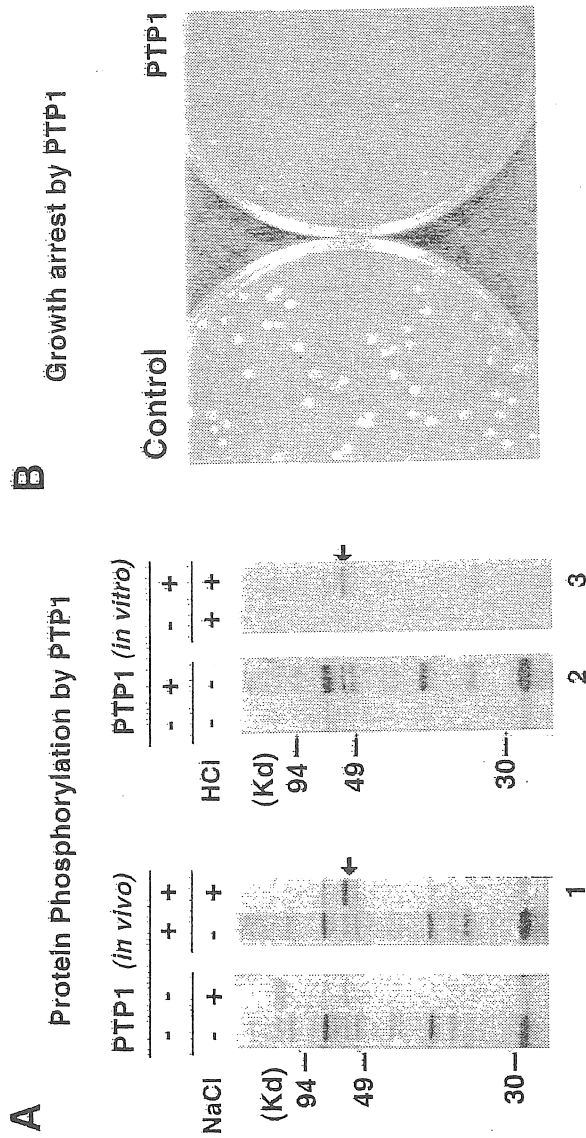 A
Protein Phosphorylation by PTP1
PTP1 (in vivo)
- - + +
NaCl - + - +
(Kd)
94
49
30
1
PTP1 (in vitro)
- + - +
HCl - - + +
(Kd)
94
49
30
2 3
B
Growth arrest by PTP1
Control PTP1